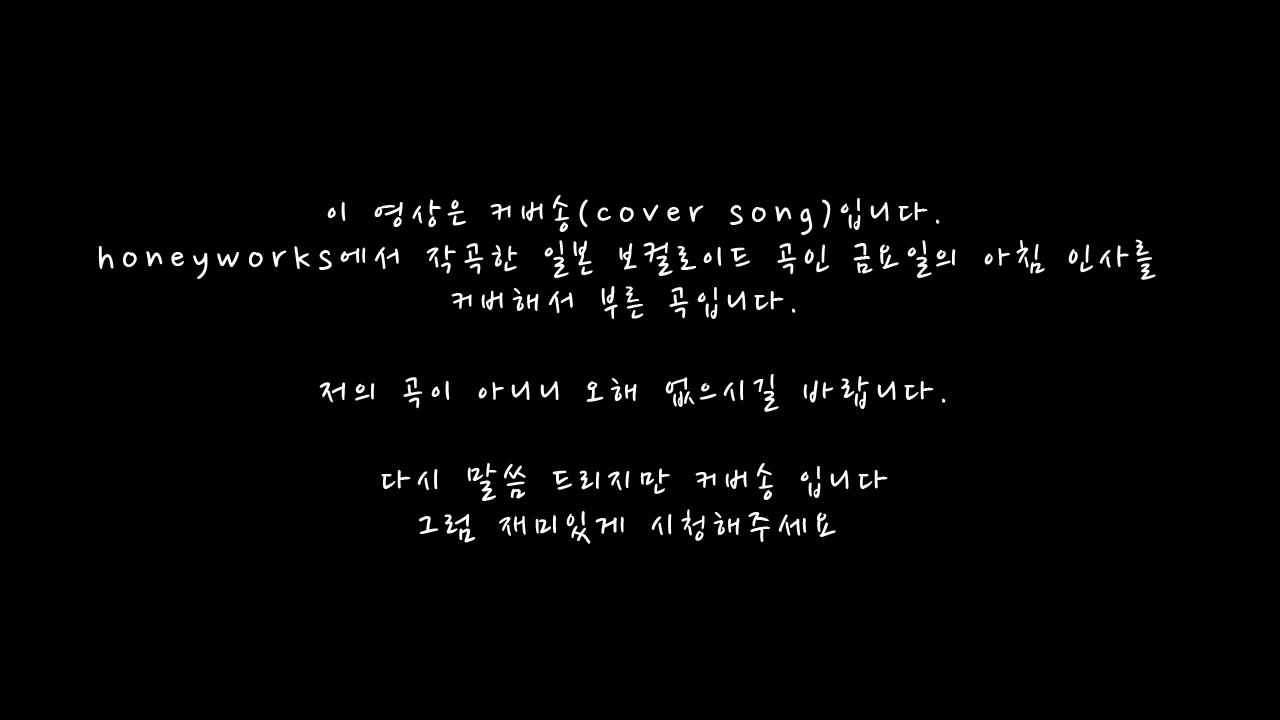 이 영상은 커버송(cover song)입니다.
honeyworks에서 작곡한 일본 보컬로이드 곡인 금요일의 아침 인사를
커버해서 부른 곡입니다.
저의 곡이 아니니 오해 없으시길 바랍니다.
다시 말씀 드리지만 커버송 입니다
그럼 재미있게 시청해주세요